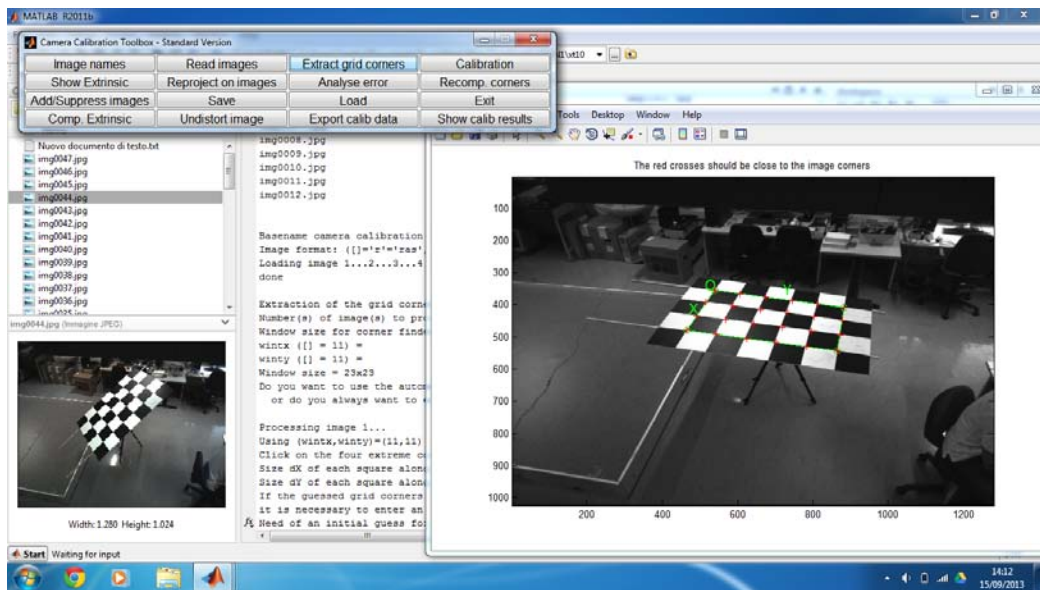 MATLAB R2011b
Camera Calibration Toolbox - Standard Version
Image names Read images Extract grid corners Calibration
Show Extrinsic Reproject on images Analyse error Recomp. corners
Add/Suppress images Save Load Exit
Comp. Extrinsic Undistort image Export calib data Show calib results
Tools Desktop Window Help
Nuovo documento di testo.txt
img0047.jpg
img0046.jpg
img0045.jpg
img0044.jpg
img0043.jpg
img0042.jpg
img0041.jpg
img0040.jpg
img0039.jpg
img0038.jpg
img0037.jpg
img0036.jpg
img0044.jpg (Immagine JPEG)
Width: 1.280 Height: 1.024
img0008.jpg
img0009.jpg
img0010.jpg
img0011.jpg
img0012.jpg
Basename camera calibration
Image format: ([]='r'='ras',
Loading image 1...2...3...4
done
Extraction of the grid corne
Number(s) of image(s) to pro
Window size for corner finde
wintx ([] = 11) =
winty ([] = 11) =
Window size = 23x23
Do you want to use the autom
or do you always want to
Processing image 1...
Using (wintx,winty)=(11,11)
Click on the four extreme co
Size dX of each square alon
Size dY of each square alon
If the guessed grid corners
it is necessary to enter an
fx Need of an initial guess fo
The red crosses should be close to the image corners
100
200
300
400
500
600
700
800
900
1000
200 400 600 800 1000 1200
O
X
Y
Start Waiting for input
14:12
15/09/2013